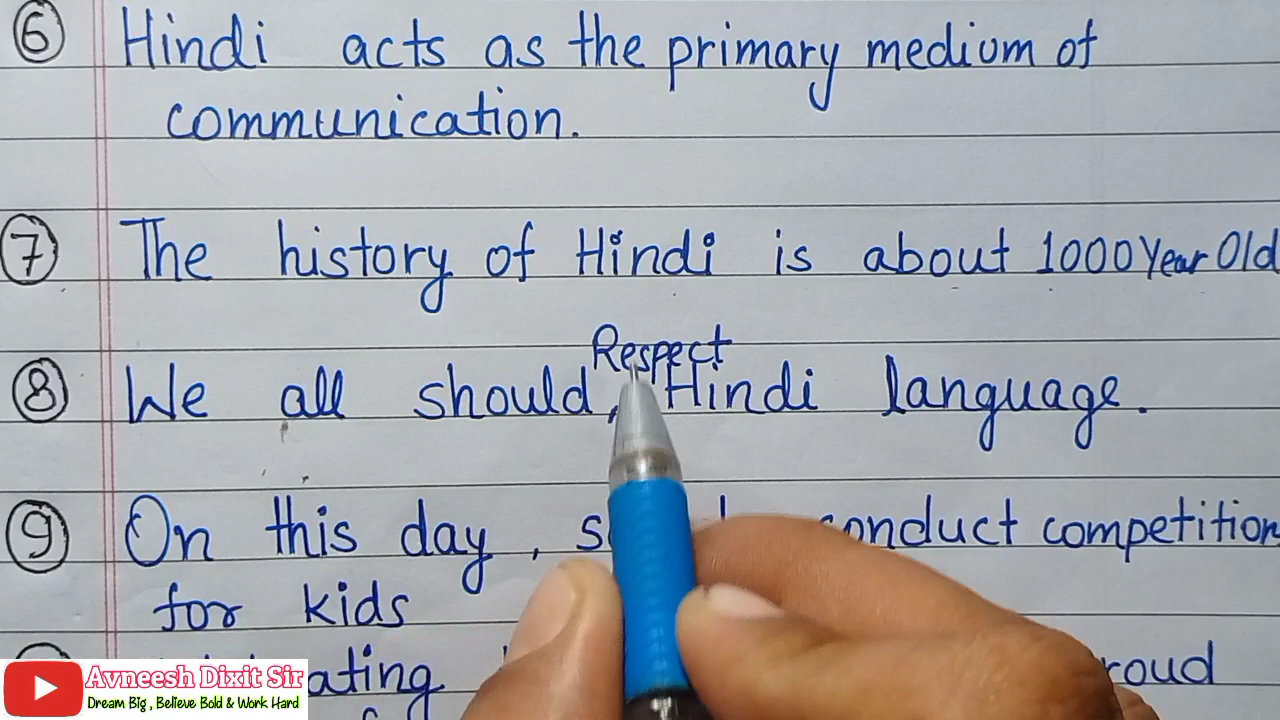 6 Hindi acts as the primary medium of
communication.
7 The history of Hindi is about 1000 Year Old
Respect
8 We all should, Hindi language.
9 On this day, conduct competition
for kids
roud
Avneesh Dixit Sir
Dream Big, Believe Bold & Work Hard